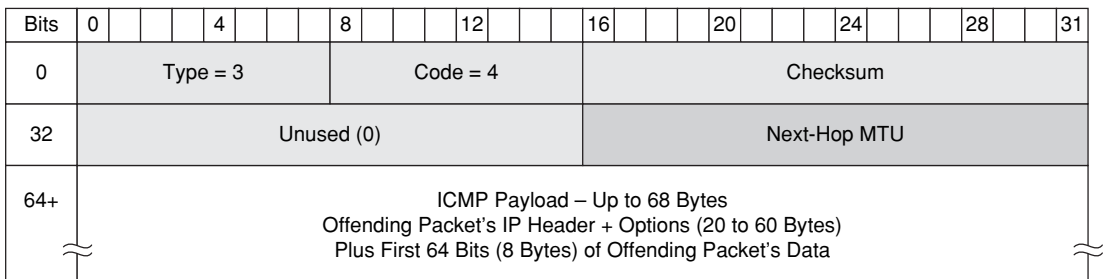 Bits 0 4 8 12 16 20 24 28 31
0 Type = 3 Code = 4 Checksum
32 Unused (0) Next-Hop MTU
64+ ICMP Payload – Up to 68 Bytes
Offending Packet's IP Header + Options (20 to 60 Bytes)
Plus First 64 Bits (8 Bytes) of Offending Packet's Data